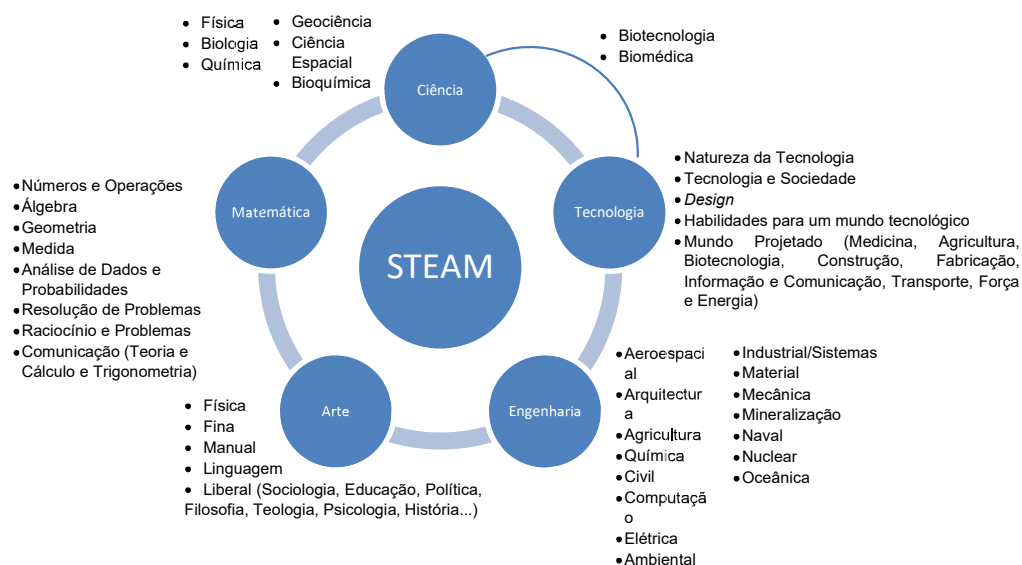 • Física
• Biologia
• Química
• Geociência
• Ciência
Espacial
• Bioquímica
Ciência
• Biotecnologia
• Biomédica
Tecnologia
• Natureza da Tecnologia
• Tecnologia e Sociedade
• Design
• Habilidades para um mundo tecnológico
• Mundo Projetado (Medicina, Agricultura,
Biotecnologia, Construção, Fabricação,
Informação e Comunicação, Transporte, Força
e Energia)
Matemática
• Números e Operações
• Álgebra
• Geometria
• Medida
• Análise de Dados e
Probabilidades
• Resolução de Problemas
• Raciocínio e Problemas
• Comunicação (Teoria e
Cálculo e Trigonometria)
STEAM
Arte
• Física
• Fina
• Manual
• Linguagem
• Liberal (Sociologia, Educação, Política,
Filosofia, Teologia, Psicologia, História...)
Engenharia
• Aeroespaci
al
• Arquitectur
a
• Agricultura
• Química
• Civil
• Computaçã
o
• Elétrica
• Ambiental
• Industrial/Sistemas
• Material
• Mecânica
• Mineralização
• Naval
• Nuclear
• Oceânica